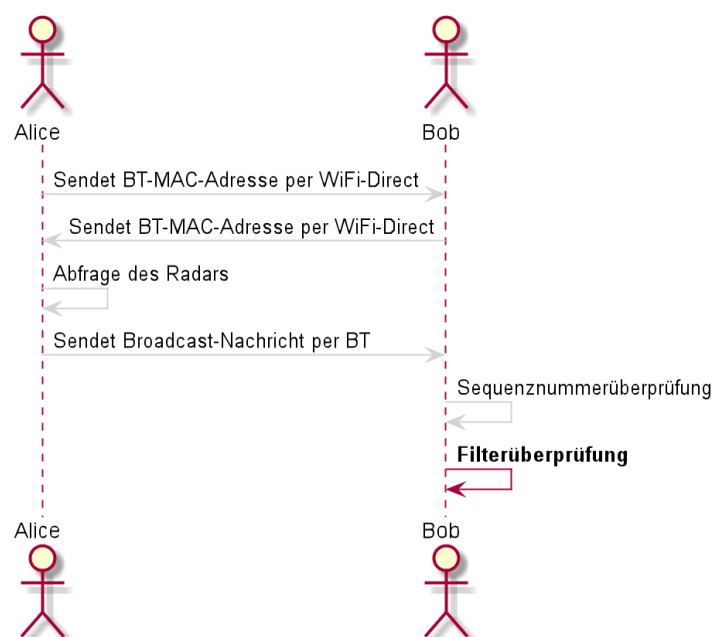 Alice
Bob
Sendet BT-MAC-Adresse per WiFi-Direct
Sendet BT-MAC-Adresse per WiFi-Direct
Abfrage des Radars
Sendet Broadcast-Nachricht per BT
Sequenznummerüberprüfung
Filterüberprüfung
Alice
Bob